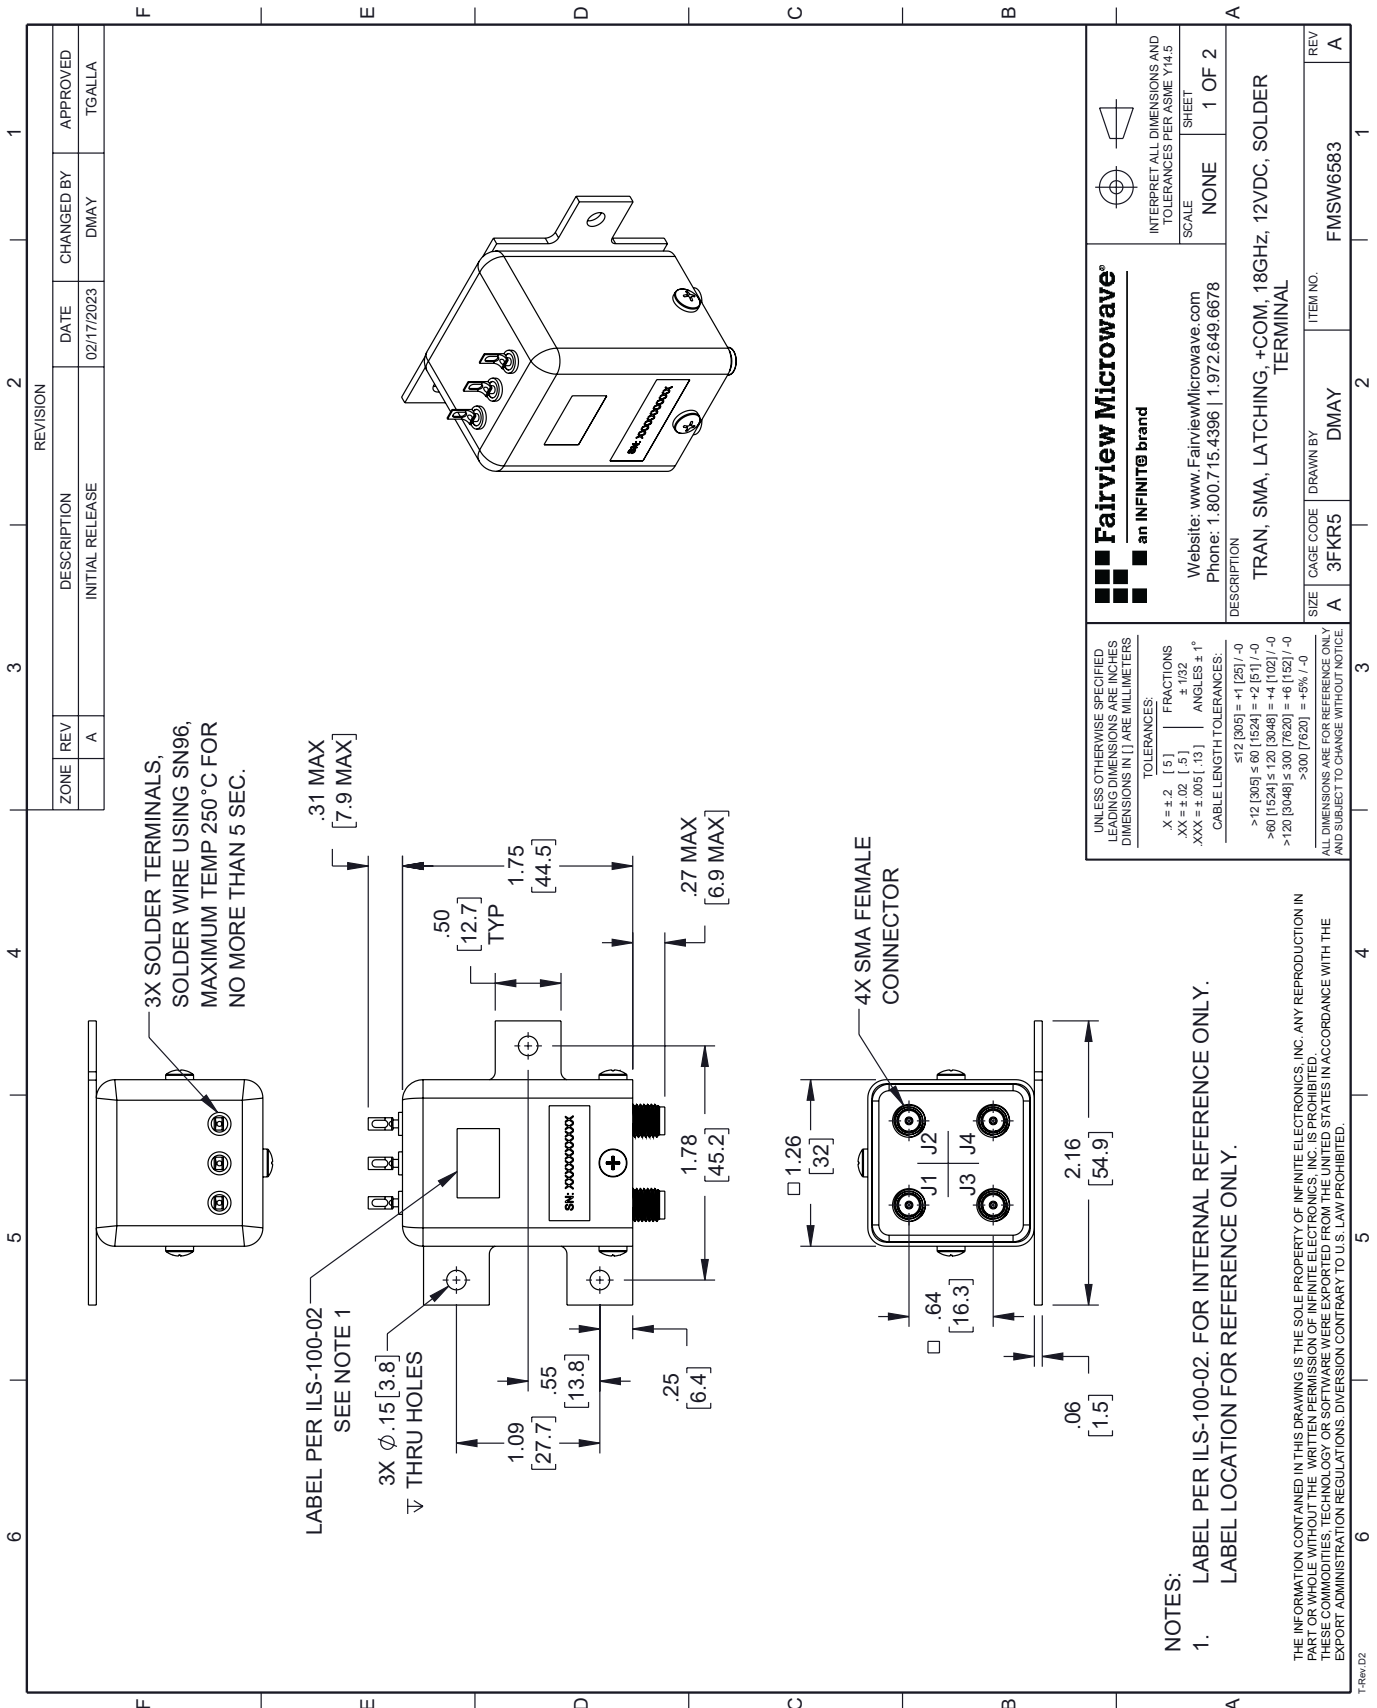 6
5
4
3
2
1
F
E
D
C
B
A
REVISION
ZONE
REV
DESCRIPTION
DATE
CHANGED BY
APPROVED
A
INITIAL RELEASE
02/17/2023
DMAY
TGALLA
3X SOLDER TERMINALS,
SOLDER WIRE USING SN96,
MAXIMUM TEMP 250°C FOR
NO MORE THAN 5 SEC.
LABEL PER ILS-100-02
SEE NOTE 1
3X ⌀.15 [3.8]
↧ THRU HOLES
.31 MAX
[7.9 MAX]
1.75
[44.5]
.50
[12.7]
TYP
.27 MAX
[6.9 MAX]
1.09
[27.7]
.55
[13.8]
.25
[6.4]
1.78
[45.2]
SN: XXXXXXXXXX
SN: XXXXXXXXXX
4X SMA FEMALE
CONNECTOR
□ 1.26
[32]
□ .64
[16.3]
J1 J2
J3 J4
2.16
[54.9]
.06
[1.5]
NOTES:
1. LABEL PER ILS-100-02. FOR INTERNAL REFERENCE ONLY.
LABEL LOCATION FOR REFERENCE ONLY.
THE INFORMATION CONTAINED IN THIS DRAWING IS THE SOLE PROPERTY OF INFINITE ELECTRONICS, INC. ANY REPRODUCTION IN
PART OR WHOLE WITHOUT THE WRITTEN PERMISSION OF INFINITE ELECTRONICS, INC. IS PROHIBITED.
THESE COMMODITIES, TECHNOLOGY OR SOFTWARE WERE EXPORTED FROM THE UNITED STATES IN ACCORDANCE WITH THE
EXPORT ADMINISTRATION REGULATIONS. DIVERSION CONTRARY TO U.S. LAW PROHIBITED.
UNLESS OTHERWISE SPECIFIED
LEADING DIMENSIONS ARE INCHES
DIMENSIONS IN [ ] ARE MILLIMETERS
TOLERANCES:
.X = ± .2 [ 5 ]
.XX = ± .02 [ .5 ]
.XXX = ± .005 [ .13 ]
FRACTIONS
± 1/32
ANGLES ± 1°
CABLE LENGTH TOLERANCES:
≤12 [305] = +1 [25] / -0
>12 [305] ≤ 60 [1524] = +2 [51] / -0
>60 [1524] ≤ 120 [3048] = +4 [102] / -0
>120 [3048] ≤ 300 [7620] = +6 [152] / -0
>300 [7620] = +5% / -0
ALL DIMENSIONS ARE FOR REFERENCE ONLY
AND SUBJECT TO CHANGE WITHOUT NOTICE.
Fairview Microwave®
an INFINIT® brand
Website: www.FairviewMicrowave.com
Phone: 1.800.715.4396 | 1.972.649.6678
INTERPRET ALL DIMENSIONS AND
TOLERANCES PER ASME Y14.5
SCALE
NONE
SHEET
1 OF 2
DESCRIPTION
TRAN, SMA, LATCHING, +COM, 18GHz, 12VDC, SOLDER
TERMINAL
SIZE
A
CAGE CODE
3FKR5
DRAWN BY
DMAY
ITEM NO.
FMSW6583
REV
A
F
E
D
C
B
A
6
5
4
3
2
1
T-Rev.D2